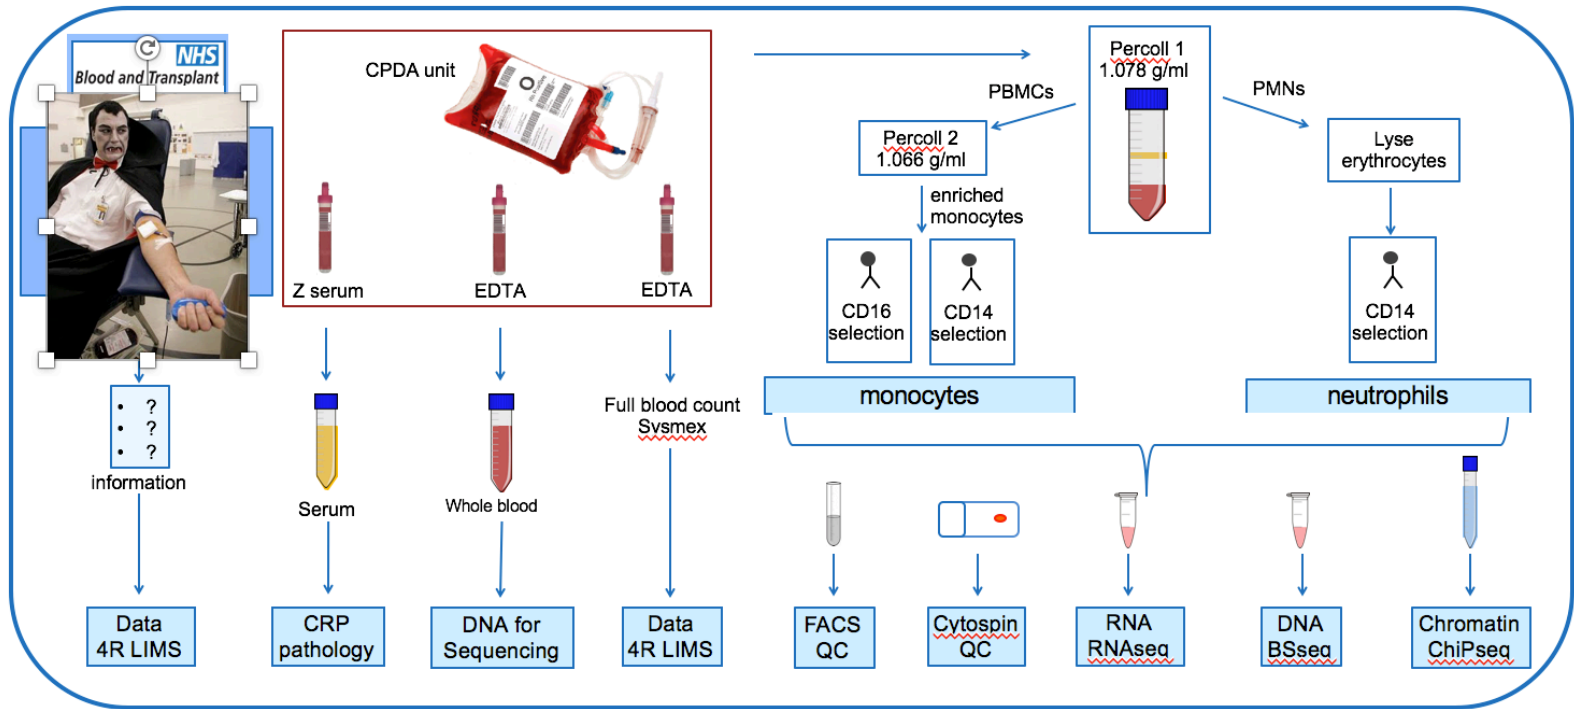 NHS
Blood and Transplant
CPDA unit
O
Rh Positive
Z serum
EDTA
EDTA
Percoll 1
1.078 g/ml
PBMCs
PMNs
Percoll 2
1.066 g/ml
Lyse
erythrocytes
enriched
monocytes
CD16
selection
CD14
selection
CD14
selection
monocytes
neutrophils
?
?
?
information
Serum
Whole blood
Full blood count
Sysmex
Data
4R LIMS
CRP
pathology
DNA for
Sequencing
Data
4R LIMS
FACS
QC
Cytospin
QC
RNA
RNAseq
DNA
BSseq
Chromatin
ChiPseq